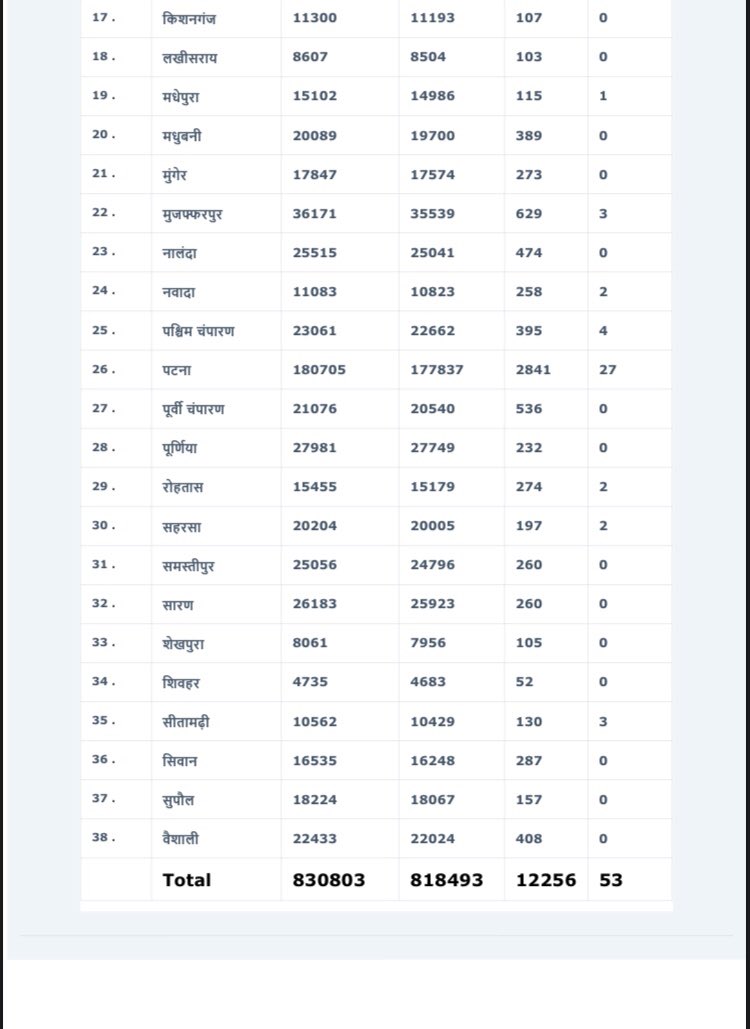 17 . किशनगंज 11300 11193 107 0
18 . लखीसराय 8607 8504 103 0
19 . मधेपुरा 15102 14986 115 1
20 . मधुबनी 20089 19700 389 0
21 . मुंगेर 17847 17574 273 0
22 . मुजफ्फरपुर 36171 35539 629 3
23 . नालंदा 25515 25041 474 0
24 . नवादा 11083 10823 258 2
25 . पश्चिम चंपारण 23061 22662 395 4
26 . पटना 180705 177837 2841 27
27 . पूर्वी चंपारण 21076 20540 536 0
28 . पूर्णिया 27981 27749 232 0
29 . रोहतास 15455 15179 274 2
30 . सहरसा 20204 20005 197 2
31 . समस्तीपुर 25056 24796 260 0
32 . सारण 26183 25923 260 0
33 . शेखपुरा 8061 7956 105 0
34 . शिवहर 4735 4683 52 0
35 . सीतामढ़ी 10562 10429 130 3
36 . सिवान 16535 16248 287 0
37 . सुपौल 18224 18067 157 0
38 . वैशाली 22433 22024 408 0
Total 830803 818493 12256 53